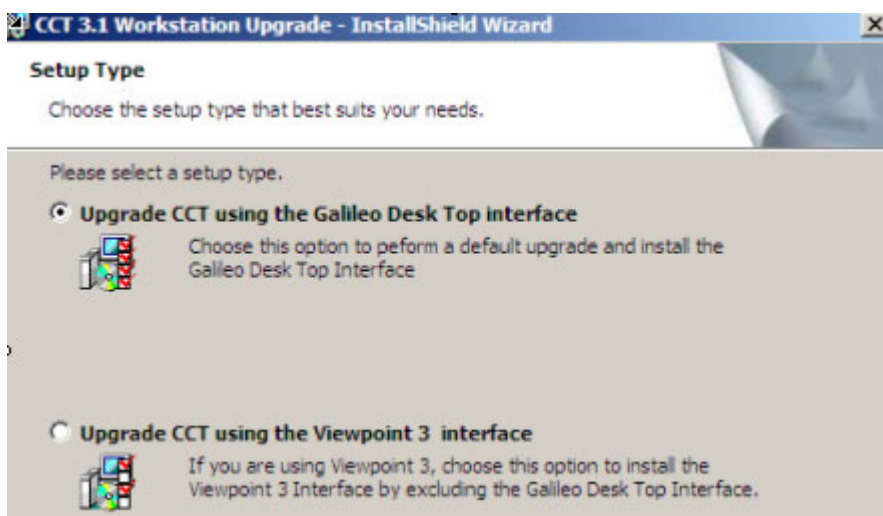 CCT 3.1 Workstation Upgrade - InstallShield Wizard
Setup Type
Choose the setup type that best suits your needs.
Please select a setup type.
Upgrade CCT using the Galileo Desk Top interface
Choose this option to peform a default upgrade and install the
Galileo Desk Top Interface
Upgrade CCT using the Viewpoint 3 interface
If you are using Viewpoint 3, choose this option to install the
Viewpoint 3 Interface by excluding the Galileo Desk Top Interface.